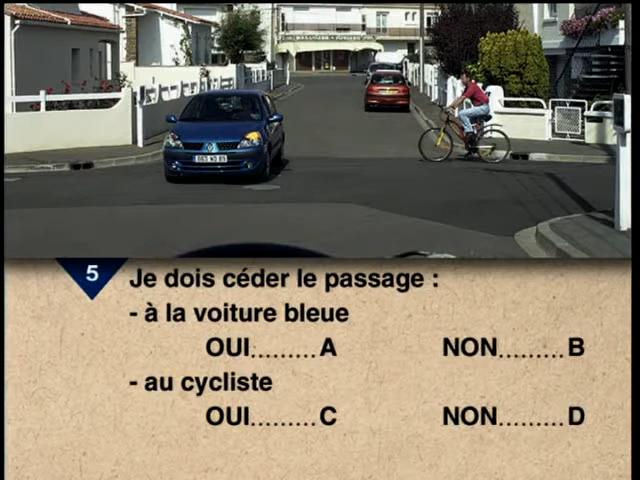 5
Je dois céder le passage :
- à la voiture bleue
OUI.........A NON.........B
- au cycliste
OUI.........C NON.........D